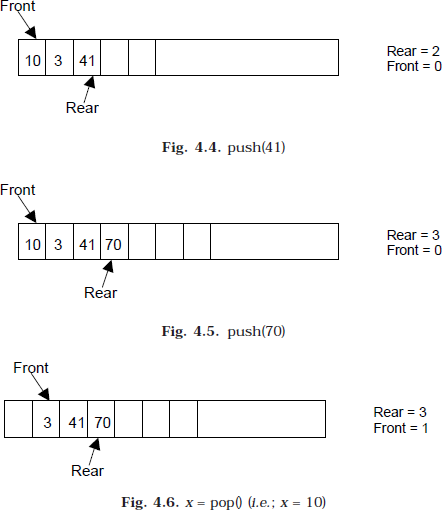 Front
10 3 41
Rear = 2
Front = 0
Rear
Fig. 4.4. push(41)
Front
10 3 41 70
Rear = 3
Front = 0
Rear
Fig. 4.5. push(70)
Front
3 41 70
Rear = 3
Front = 1
Rear
Fig. 4.6. x = pop() (i.e.; x = 10)